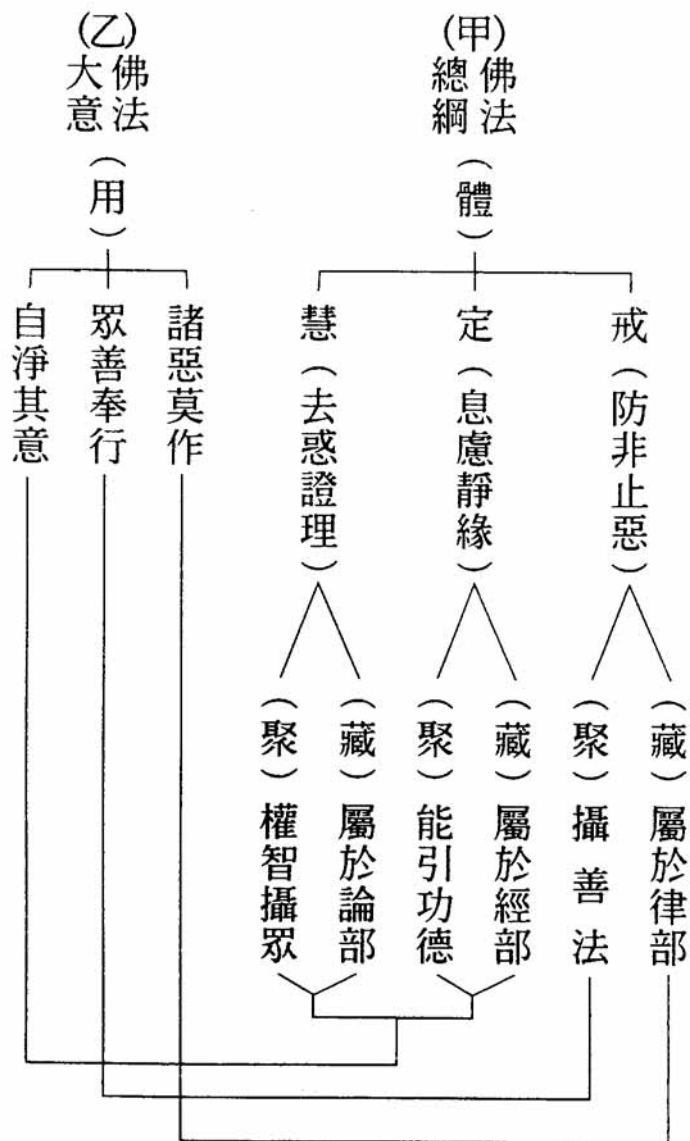 (甲)佛法總綱（體）
戒（防非止惡）
（藏）屬於律部
（聚）攝善法
定（息慮靜緣）
（藏）屬於經部
（聚）能引功德
慧（去惑證理）
（藏）屬於論部
（聚）權智攝眾
(乙)佛法大意（用）
諸惡莫作
眾善奉行
自淨其意